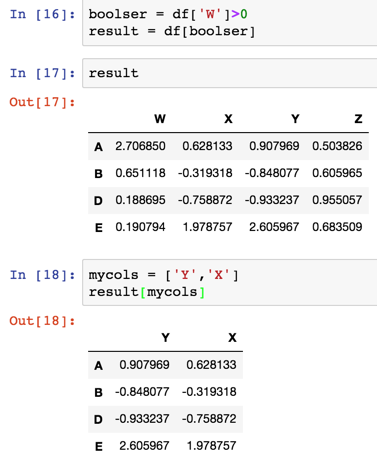 In [16]: boolser = df['W']>0
result = df[boolser]
In [17]: result
Out[17]:
W X Y Z
A 2.706850 0.628133 0.907969 0.503826
B 0.651118 -0.319318 -0.848077 0.605965
D 0.188695 -0.758872 -0.933237 0.955057
E 0.190794 1.978757 2.605967 0.683509
In [18]: mycols = ['Y','X']
result[mycols]
Out[18]:
Y X
A 0.907969 0.628133
B -0.848077 -0.319318
D -0.933237 -0.758872
E 2.605967 1.978757